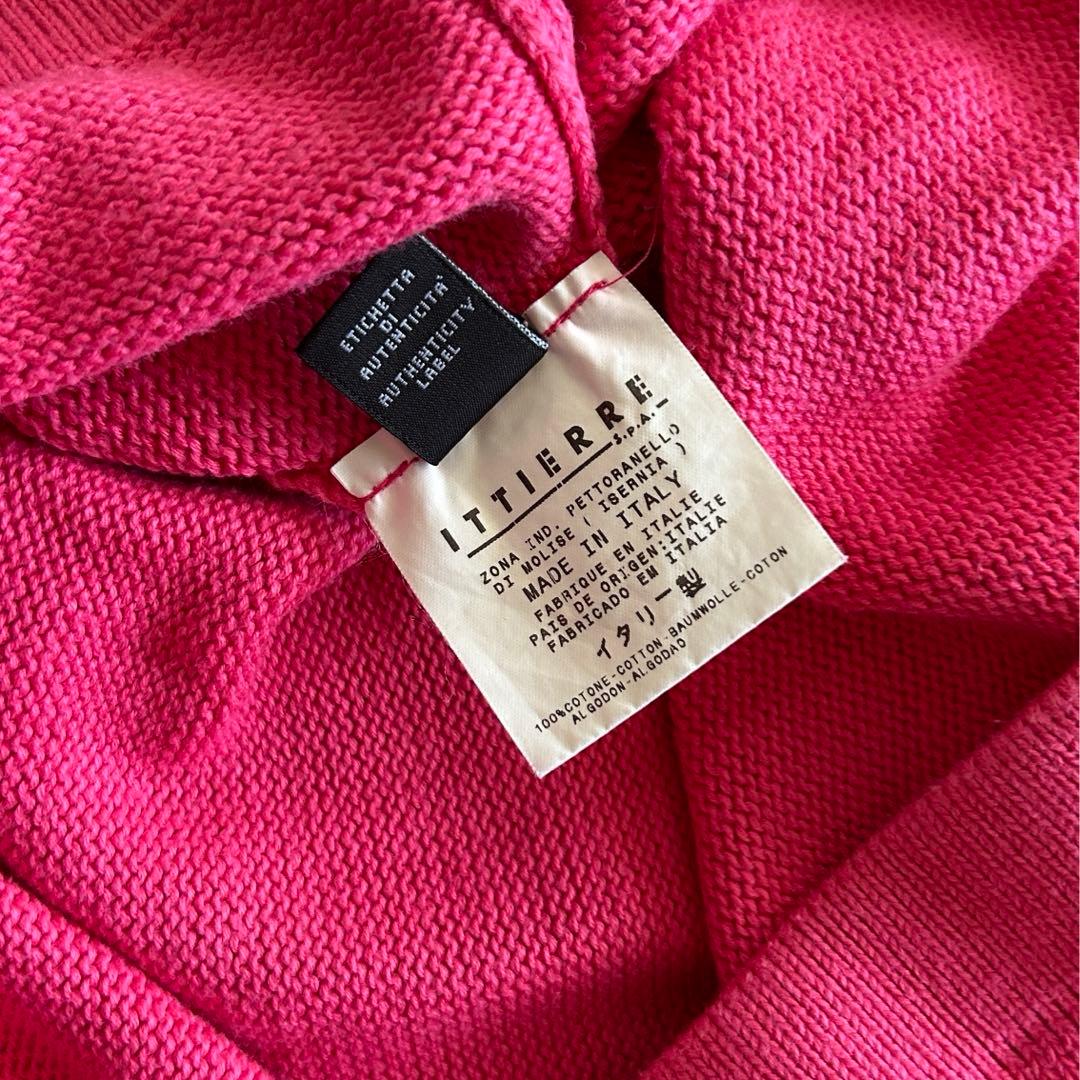 ETICHETTA
DI
AUTENTICITA'
AUTHENTICITY
LABEL
ITTIERRE
S.P.A.
ZONA IND. PETTORANELLO
DI MOLISE ( ISERNIA )
MADE IN ITALY
FABRIQUE EN ITALIE
PAIS DE ORIGEN:ITALIE
FABRICADO EM ITALIA
イタリー製
100%COTONE-COTTON-BAUMWOLLE-COTON
ALGODON-ALGODAO